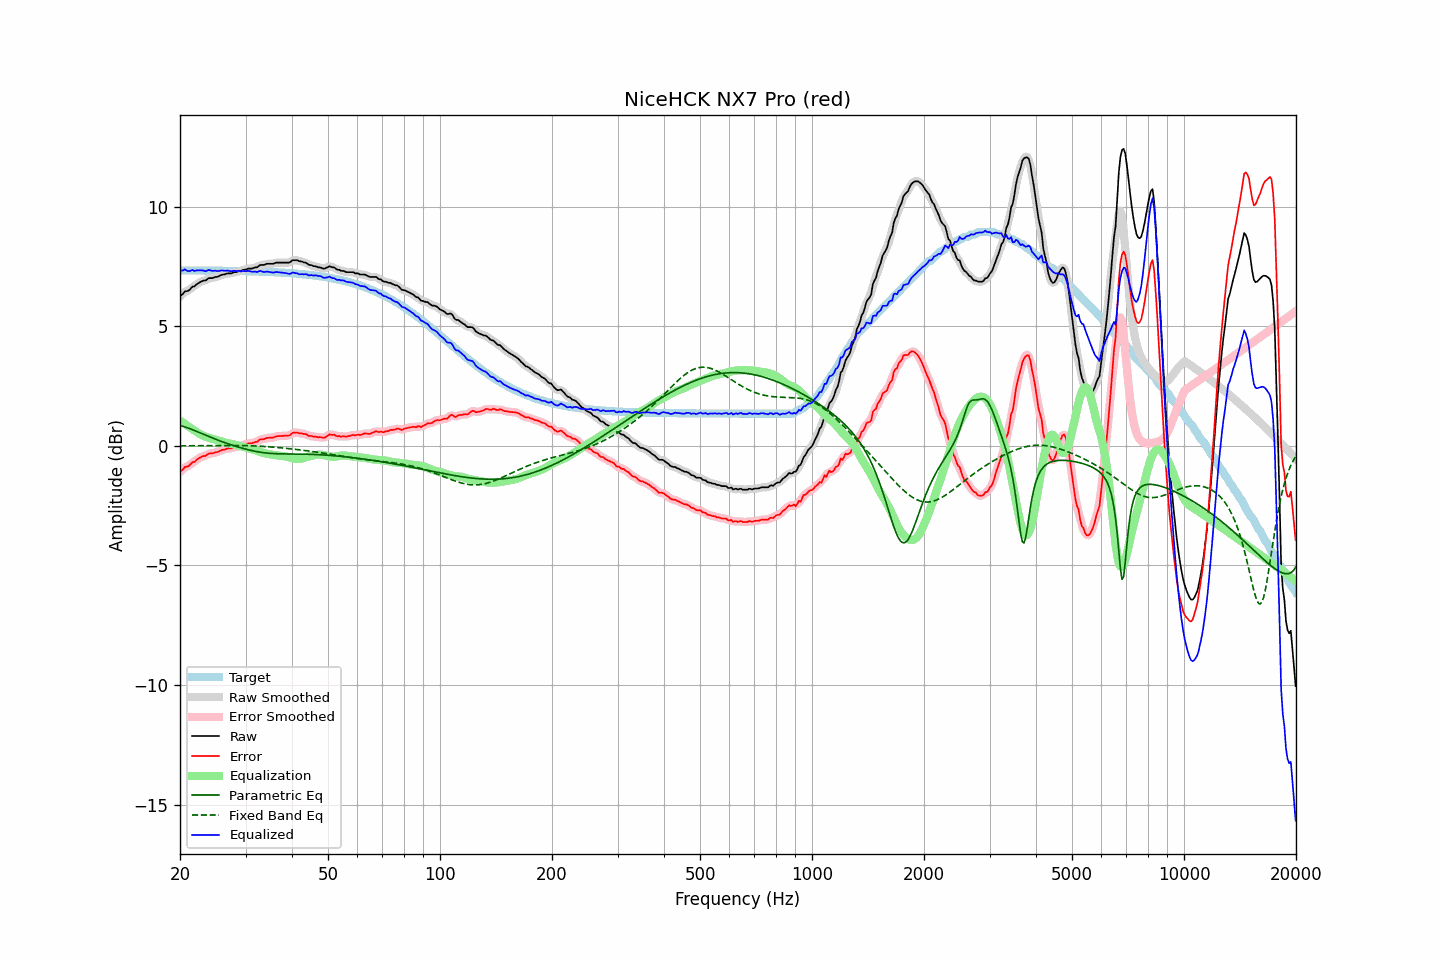 NiceHCK NX7 Pro (red)
Amplitude (dBr)
10
5
0
−5
−10
−15
Target
Raw Smoothed
Error Smoothed
Raw
Error
Equalization
Parametric Eq
Fixed Band Eq
Equalized
20 50 100 200 500 1000 2000 5000 10000 20000
Frequency (Hz)